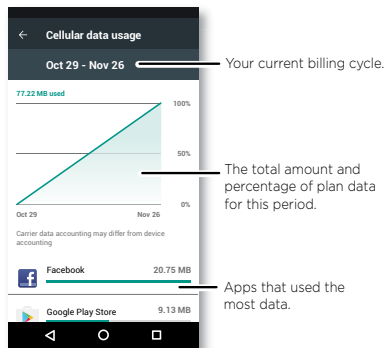 Cellular data usage
Oct 29 - Nov 26
Your current billing cycle.
77.22 MB used
100%
50%
The total amount and
percentage of plan data
for this period.
0%
Oct 29
Nov 26
Carrier data accounting may differ from device
accounting
Facebook
20.75 MB
Apps that used the
most data.
Google Play Store
9.13 MB